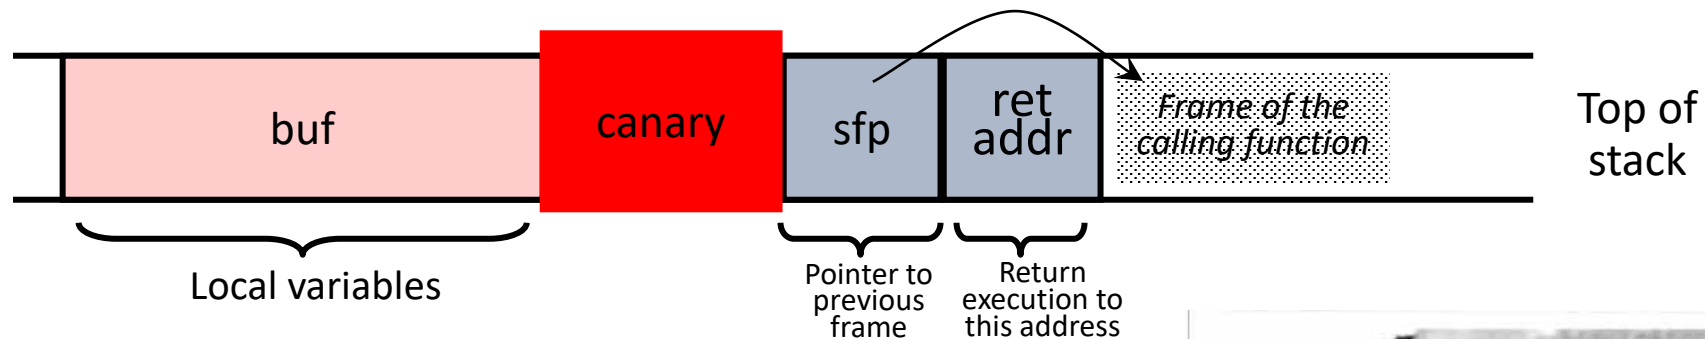 buf
canary
sfp
ret
addr
Frame of the
calling function
Top of
stack
Local variables
Pointer to
previous
frame
Return
execution to
this address